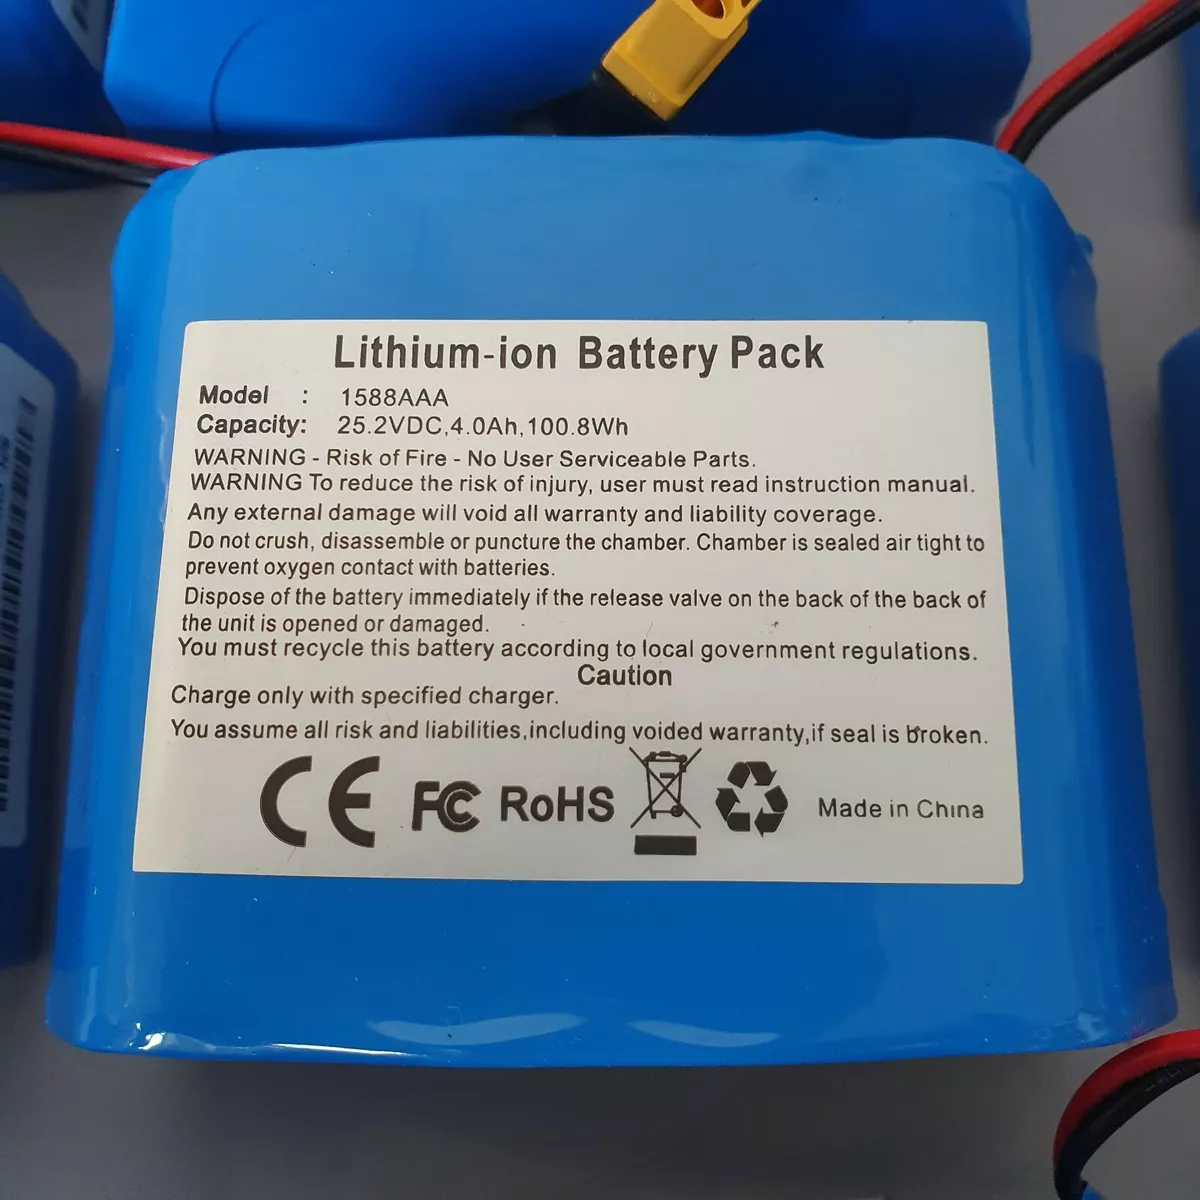 Lithium-ion Battery Pack
Model : 1588AAA
Capacity: 25.2VDC,4.0Ah,100.8Wh
WARNING - Risk of Fire - No User Serviceable Parts.
WARNING To reduce the risk of injury, user must read instruction manual.
Any external damage will void all warranty and liability coverage.
Do not crush, disassemble or puncture the chamber. Chamber is sealed air tight to
prevent oxygen contact with batteries.
Dispose of the battery immediately if the release valve on the back of the back of
the unit is opened or damaged.
You must recycle this battery according to local government regulations.
Caution
Charge only with specified charger.
You assume all risk and liabilities,including voided warranty,if seal is broken.
CE FC RoHS Made in China